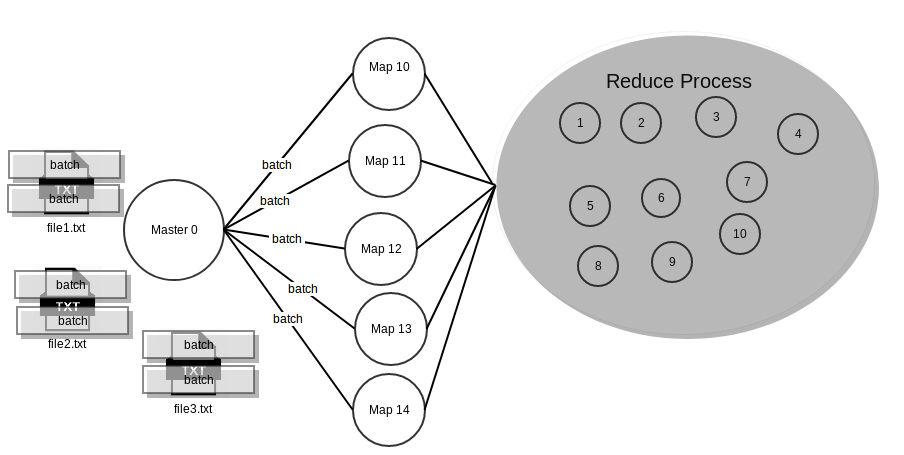 batch
TXT
batch
file1.txt
batch
TXT
batch
file2.txt
batch
TXT
batch
file3.txt
Master 0
batch
batch
batch
batch
batch
Map 10
Map 11
Map 12
Map 13
Map 14
Reduce Process
1
2
3
4
5
6
7
8
9
10